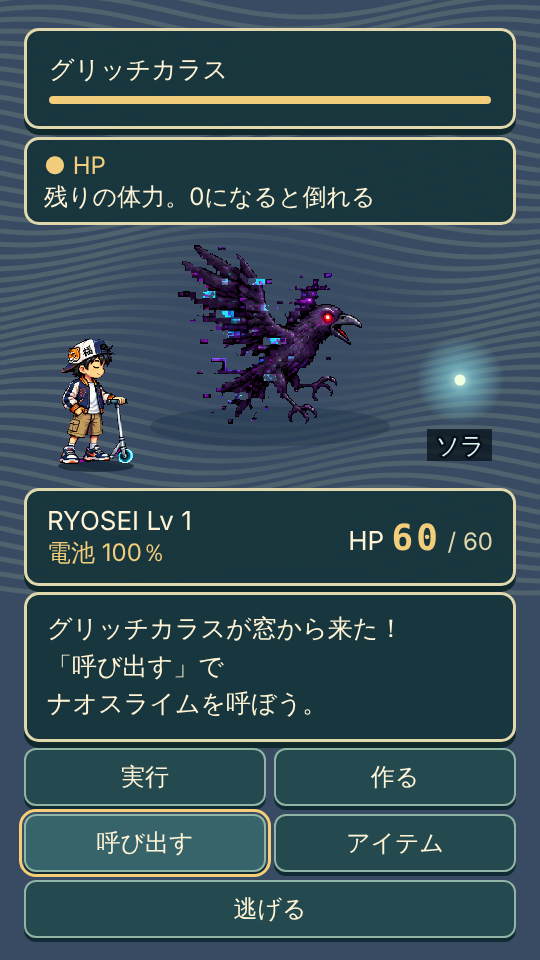 グリッチカラス
HP
残りの体力。0になると倒れる
福
ソラ
RYOSEI Lv 1
電池 100%
HP 60 / 60
グリッチカラスが窓から来た！
「呼び出す」で
ナオスライムを呼ぼう。
実行
作る
呼び出す
アイテム
逃げる